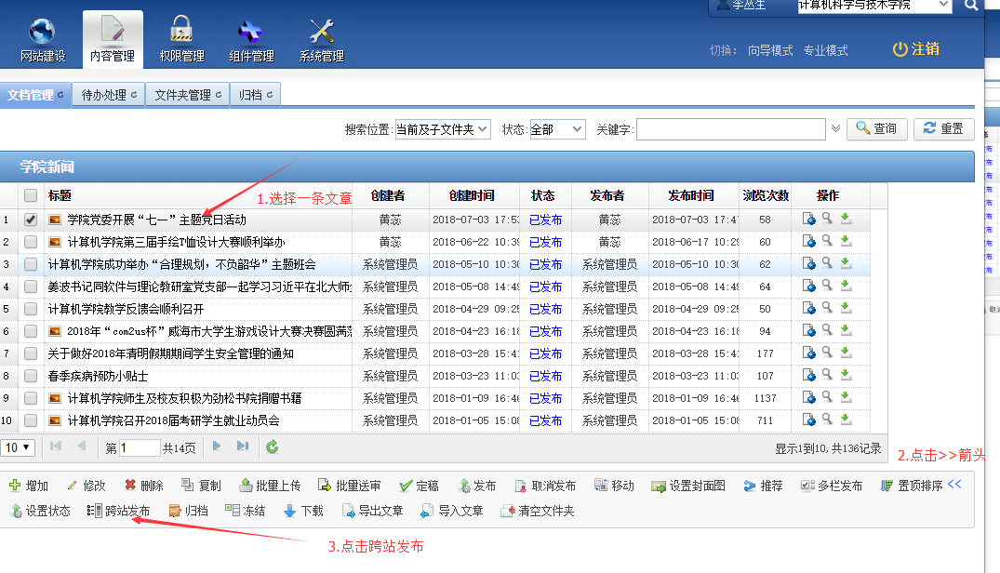 李丛生 计算机科学与技术学院
网站建设 内容管理 权限管理 组件管理 系统管理
切换： 向导模式 专业模式 注销
文档管理 待办处理 文件夹管理 归档
搜索位置: 当前及子文件夹 状态: 全部 关键字: 查询 重置
学院新闻
标题 创建者 创建时间 状态 发布者 发布时间 浏览次数 操作
1.选择一条文章
1 学院党委开展“七一”主题党日活动 黄蕊 2018-07-03 17:53 已发布 黄蕊 2018-07-03 17:47 58
2 计算机学院第三届手绘T恤设计大赛顺利举办 黄蕊 2018-06-22 10:39 已发布 黄蕊 2018-06-17 10:29 60
3 计算机学院成功举办“合理规划，不负韶华”主题班会 系统管理员 2018-05-10 10:30 已发布 系统管理员 2018-05-10 10:30 62
4 姜波书记同软件与理论教研室党支部一起学习习近平在北大师 系统管理员 2018-05-08 14:49 已发布 系统管理员 2018-05-08 14:49 64
5 计算机学院教学反馈会顺利召开 系统管理员 2018-04-29 09:25 已发布 系统管理员 2018-04-29 09:25 50
6 2018年“com2us杯”威海市大学生游戏设计大赛决赛圆满 系统管理员 2018-04-23 16:18 已发布 系统管理员 2018-04-23 16:18 94
7 关于做好2018年清明假期期间学生安全管理的通知 系统管理员 2018-03-28 15:41 已发布 系统管理员 2018-03-28 15:41 177
8 春季疾病预防小贴士 系统管理员 2018-03-23 11:03 已发布 系统管理员 2018-03-23 11:03 107
9 计算机学院师生及校友积极为劲松书院捐赠书籍 系统管理员 2018-01-09 16:46 已发布 系统管理员 2018-01-09 16:46 1137
10 计算机学院召开2018届考研学生就业动员会 系统管理员 2018-01-05 15:08 已发布 系统管理员 2018-01-05 15:08 711
10 第 1 共14页 显示1到10, 共136记录
2.点击>>箭头
增加 修改 删除 复制 批量上传 批量送审 定稿 发布 取消发布 移动 设置封面图 推荐 多栏发布 置顶排序 <<
设置状态 跨站发布 归档 冻结 下载 导出文章 导入文章 清空文件夹
3.点击跨站发布